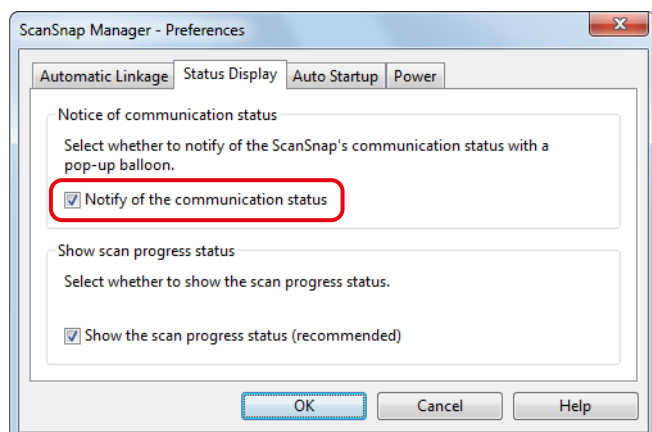 ScanSnap Manager - Preferences
Automatic Linkage Status Display Auto Startup Power
Notice of communication status
Select whether to notify of the ScanSnap's communication status with a
pop-up balloon.
Notify of the communication status
Show scan progress status
Select whether to show the scan progress status.
Show the scan progress status (recommended)
OK Cancel Help